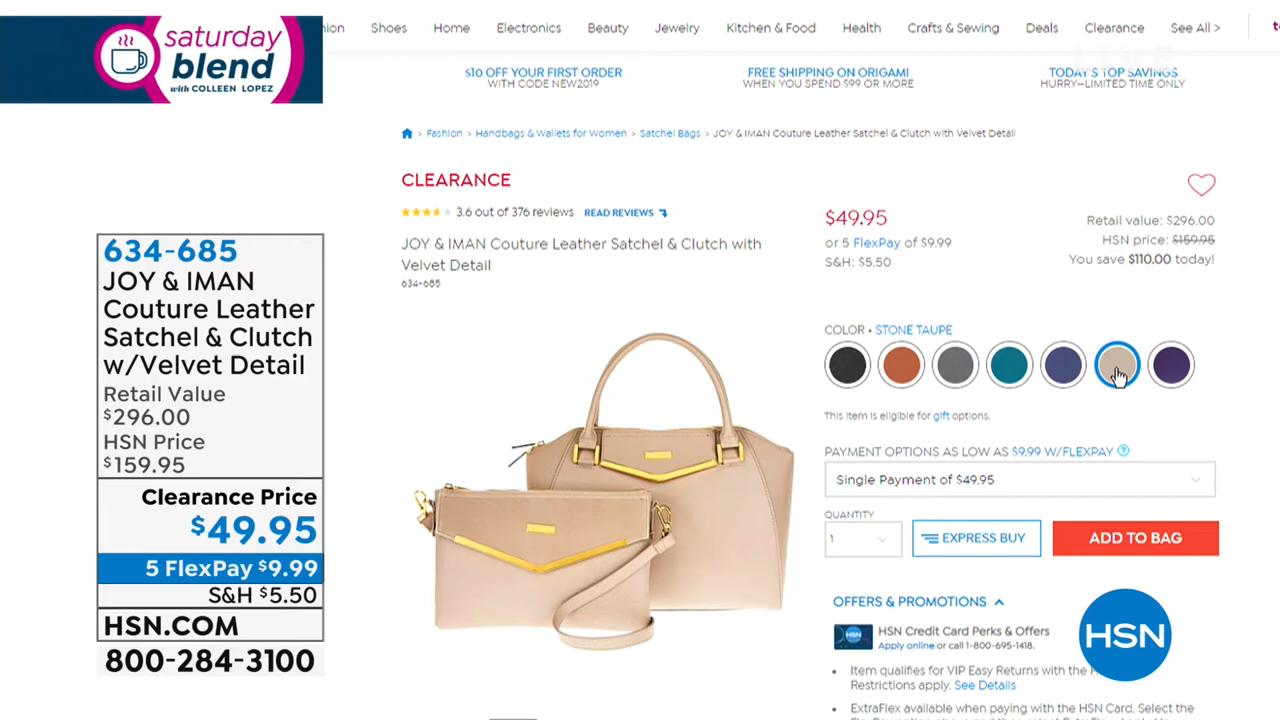 saturday
blend
with COLLEEN LOPEZ
Shoes
Home
Electronics
Beauty
Jewelry
Kitchen & Food
Health
Crafts & Sewing
Deals
Clearance
See All >
$10 OFF YOUR FIRST ORDER
WITH CODE NEW2019
FREE SHIPPING ON ORIGAMI
WHEN YOU SPEND $99 OR MORE
TODAY'S TOP SAVINGS
HURRY—LIMITED TIME ONLY
> Fashion > Handbags & Wallets for Women > Satchel Bags > JOY & IMAN Couture Leather Satchel & Clutch with Velvet Detail
CLEARANCE
3.6 out of 376 reviews READ REVIEWS
JOY & IMAN Couture Leather Satchel & Clutch with
Velvet Detail
634-685
$49.95
or 5 FlexPay of $9.99
S&H: $5.50
Retail value: $296.00
HSN price: $159.95
You save $110.00 today!
COLOR • STONE TAUPE
This item is eligible for gift options.
PAYMENT OPTIONS AS LOW AS $9.99 W/FLEXPAY ?
Single Payment of $49.95
QUANTITY
1
EXPRESS BUY
ADD TO BAG
OFFERS & PROMOTIONS
HSN Credit Card Perks & Offers
Apply online or call 1-800-695-1418.
• Item qualifies for VIP Easy Returns with the
Restrictions apply. See Details
• ExtraFlex available when paying with the HSN Card. Select the
HSN
634-685
JOY & IMAN
Couture Leather
Satchel & Clutch
w/Velvet Detail
Retail Value
$296.00
HSN Price
$159.95
Clearance Price
$49.95
5 FlexPay $9.99
S&H $5.50
HSN.COM
800-284-3100